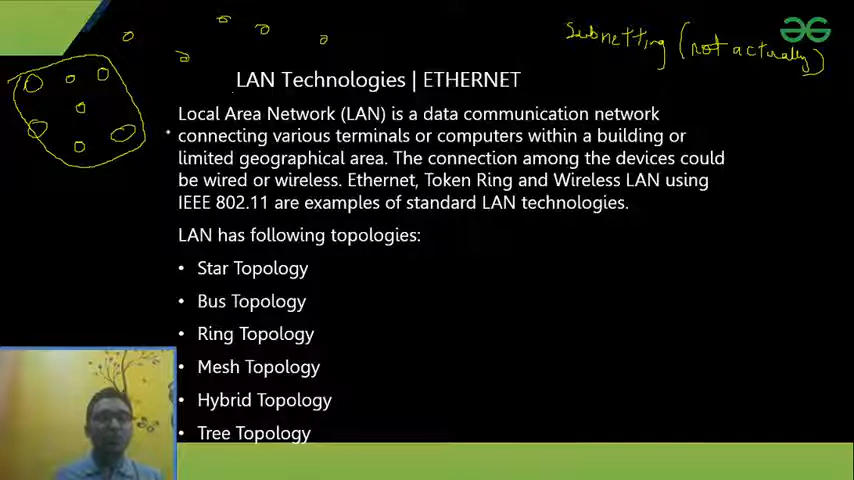 Subnetting (not actually)
LAN Technologies | ETHERNET
Local Area Network (LAN) is a data communication network
connecting various terminals or computers within a building or
limited geographical area. The connection among the devices could
be wired or wireless. Ethernet, Token Ring and Wireless LAN using
IEEE 802.11 are examples of standard LAN technologies.
LAN has following topologies:
• Star Topology
• Bus Topology
• Ring Topology
• Mesh Topology
• Hybrid Topology
• Tree Topology